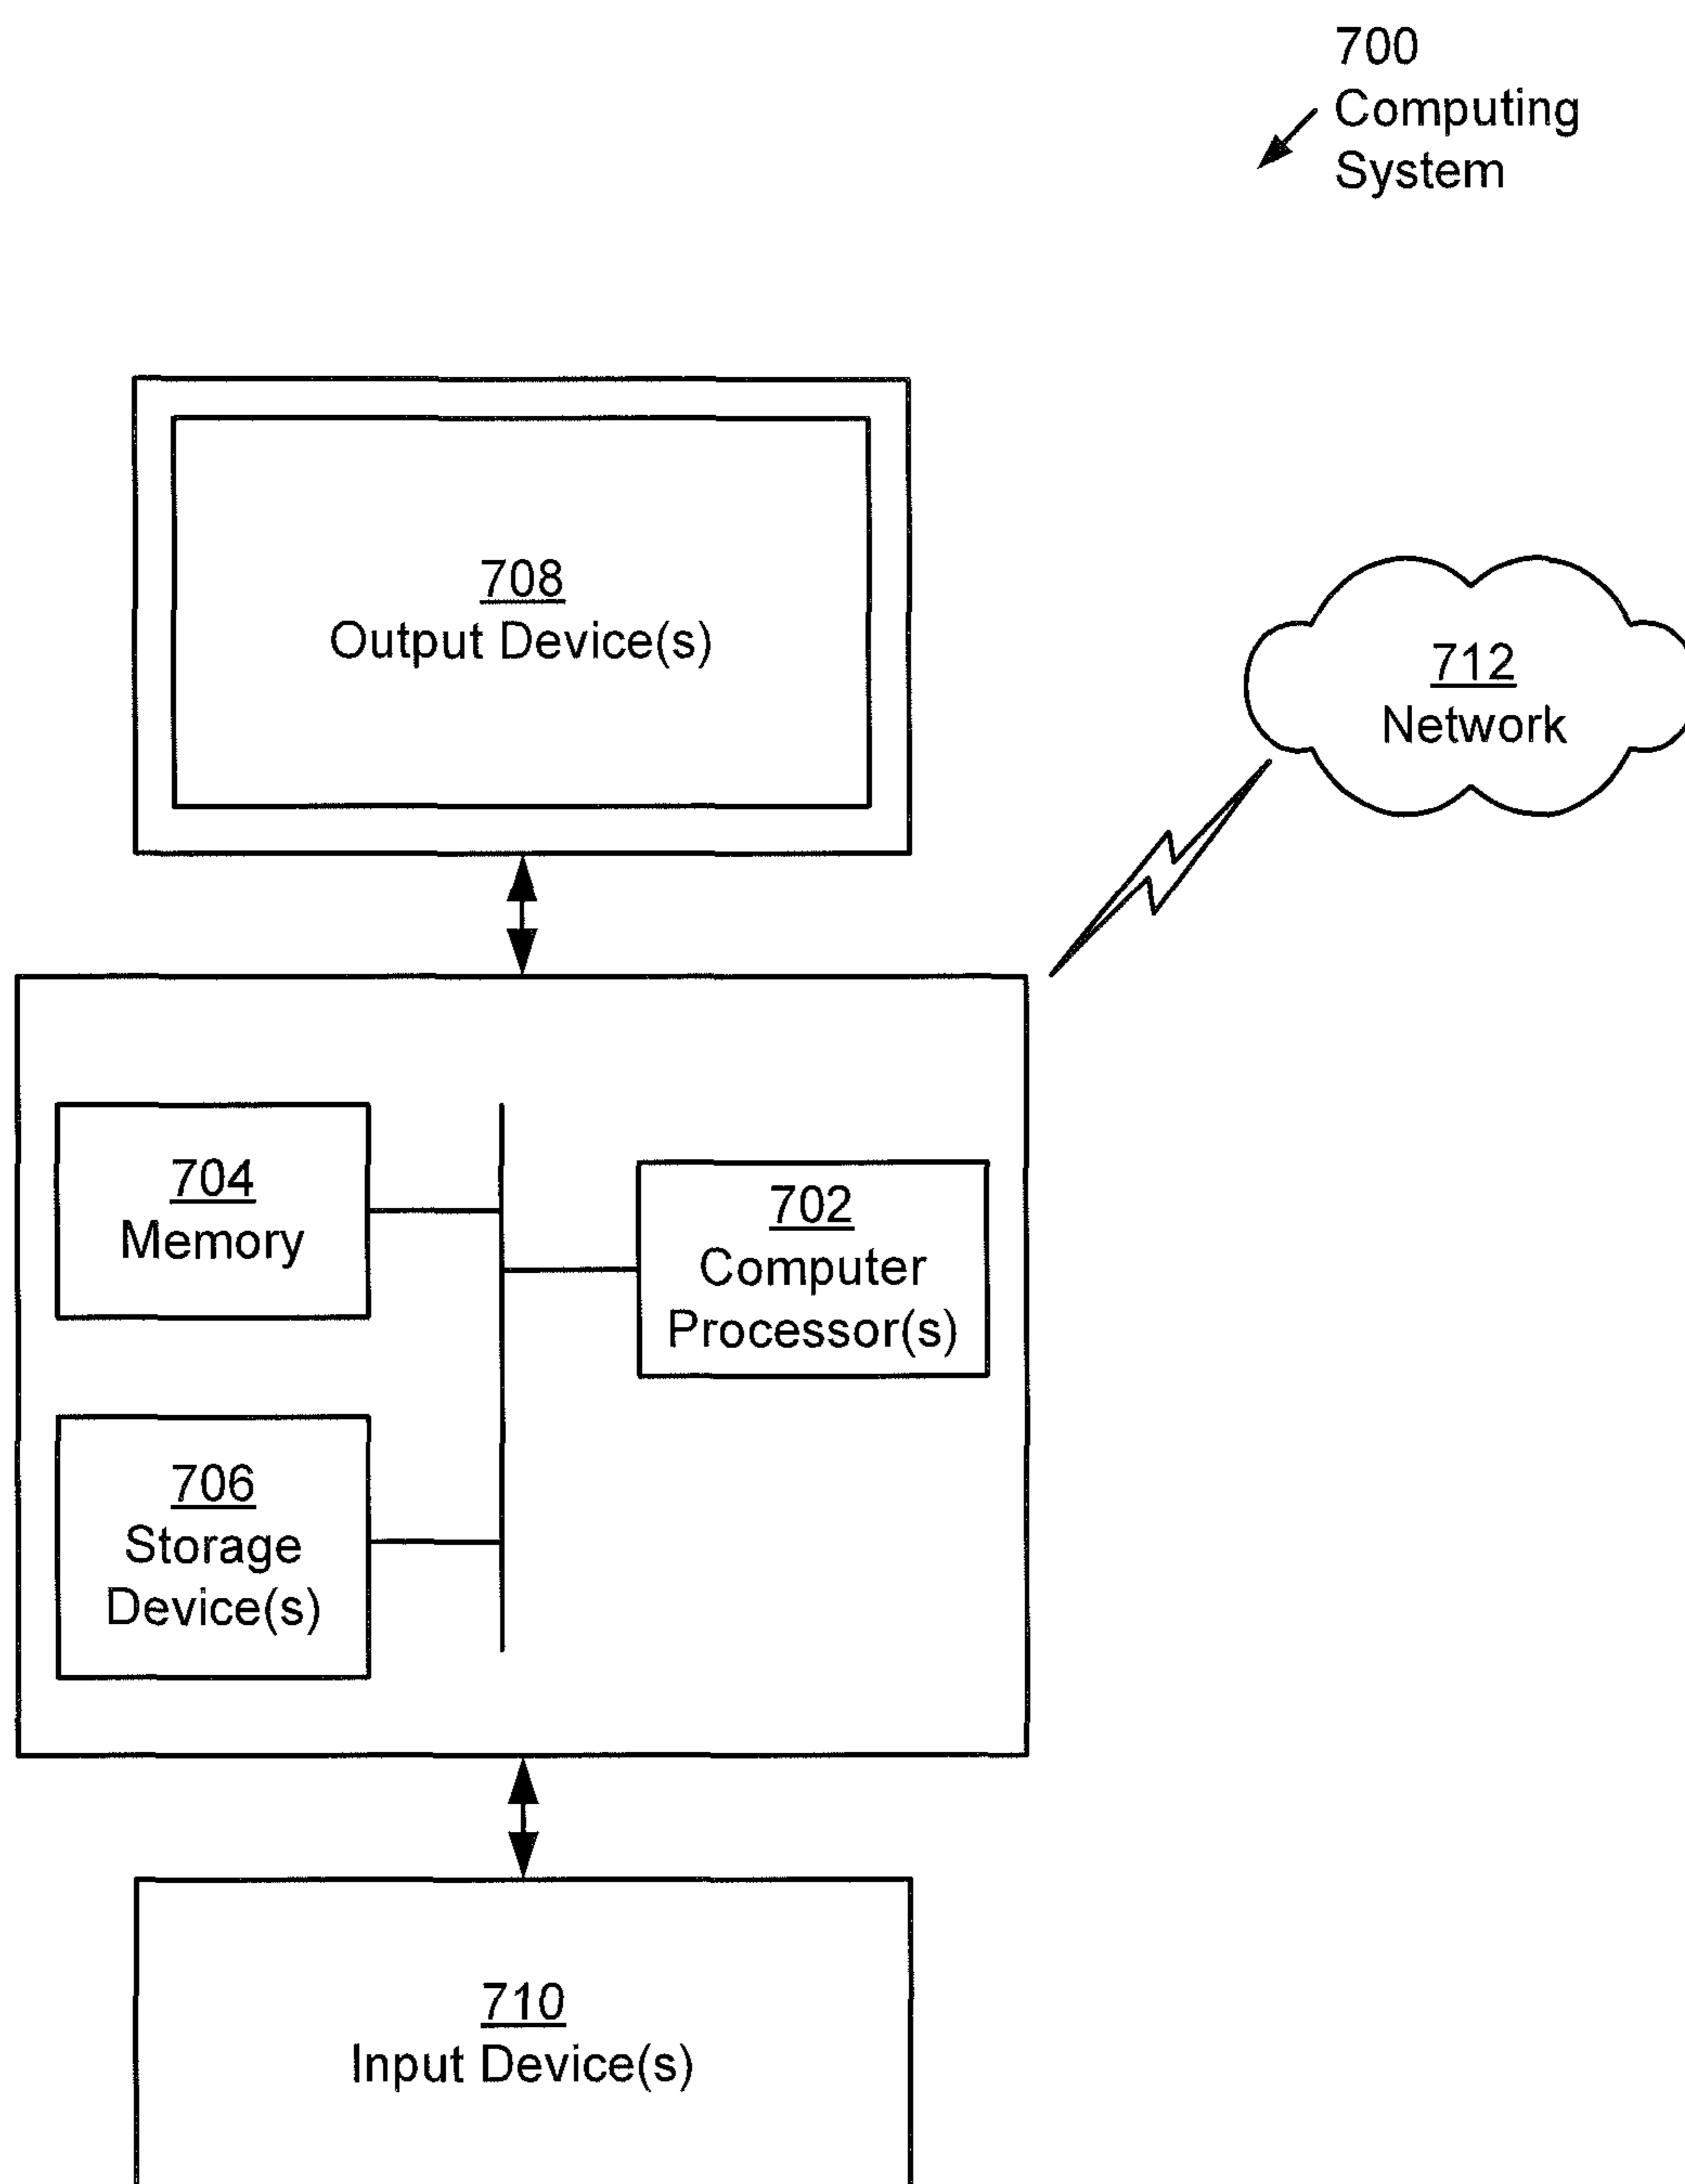 700
Computing
System
708
Output Device(s)
712
Network
704
Memory
702
Computer
Processor(s)
706
Storage
Device(s)
710
Input Device(s)